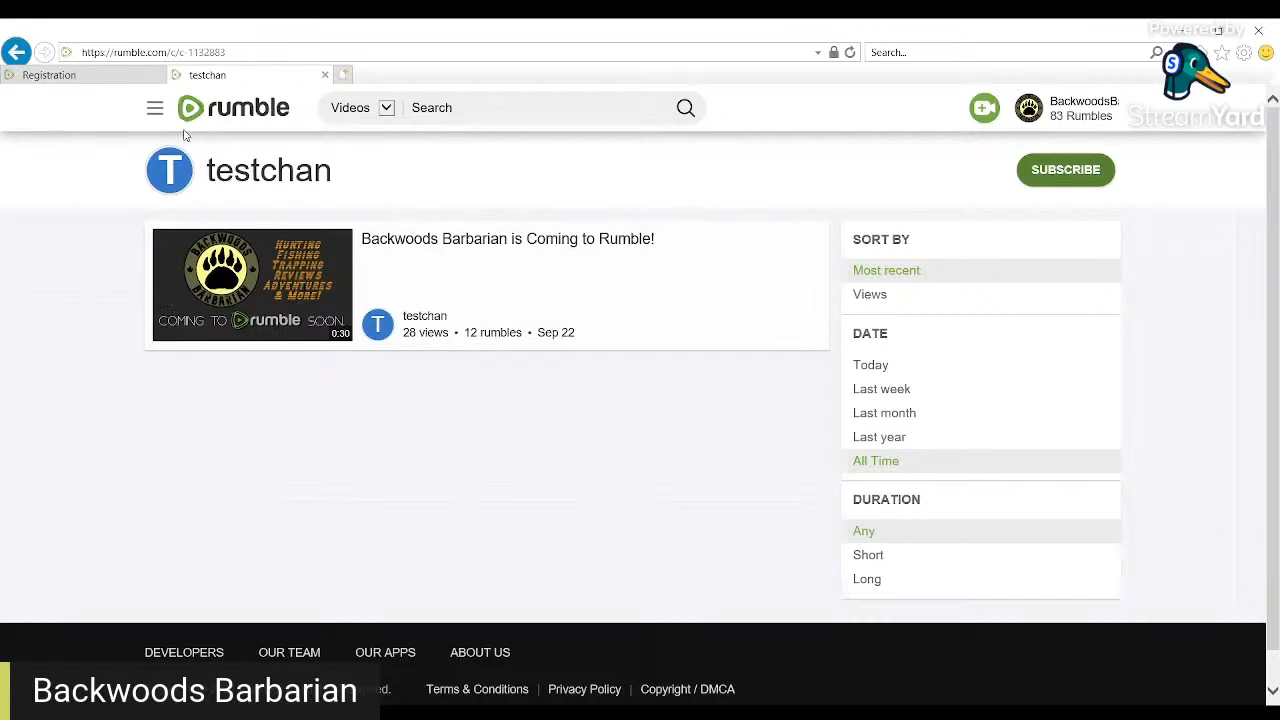 Powered by
StreamYard
https://rumble.com/c/c-1132883
Search...
Registration
testchan
rumble
Videos
Search
BackwoodsB
83 Rumbles
T
testchan
SUBSCRIBE
BACKWOODS
BARBARIAN
HUNTING
FISHING
TRAPPING
REVIEWS
ADVENTURES
& MORE!
COMING TO rumble SOON.
0:30
Backwoods Barbarian is Coming to Rumble!
T
testchan
28 views • 12 rumbles • Sep 22
SORT BY
Most recent
Views
DATE
Today
Last week
Last month
Last year
All Time
DURATION
Any
Short
Long
DEVELOPERS
OUR TEAM
OUR APPS
ABOUT US
ed.
Terms & Conditions | Privacy Policy | Copyright / DMCA
Backwoods Barbarian